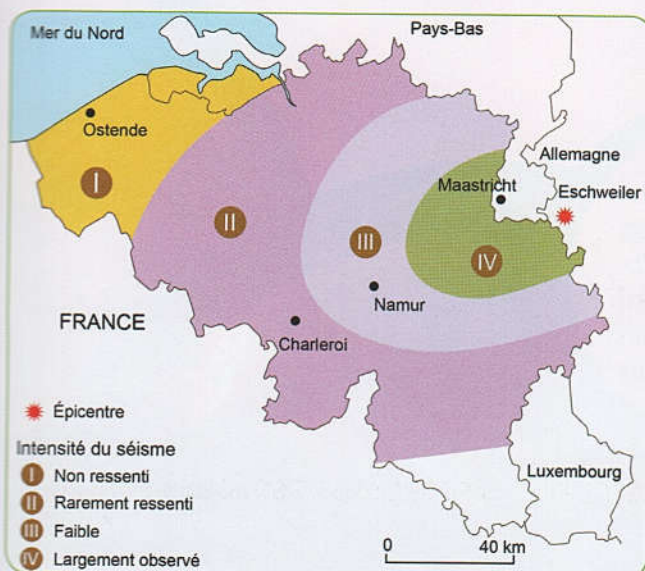 Mer du Nord
Pays-Bas
Ostende
Allemagne
Maastricht
Eschweiler
I
II
III
IV
Namur
FRANCE
Charleroi
Épicentre
Intensité du séisme
I Non ressenti
II Rarement ressenti
III Faible
IV Largement observé
Luxembourg
0 40 km